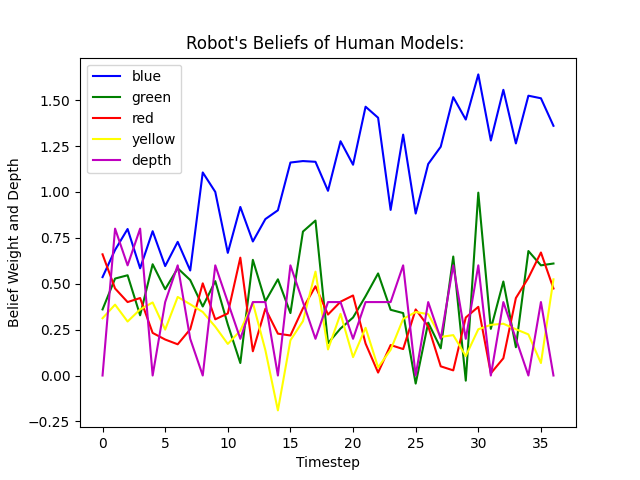 Robot's Beliefs of Human Models:
blue
green
red
yellow
depth
1.50
1.25
1.00
0.75
0.50
0.25
0.00
−0.25
Belief Weight and Depth
0 5 10 15 20 25 30 35
Timestep